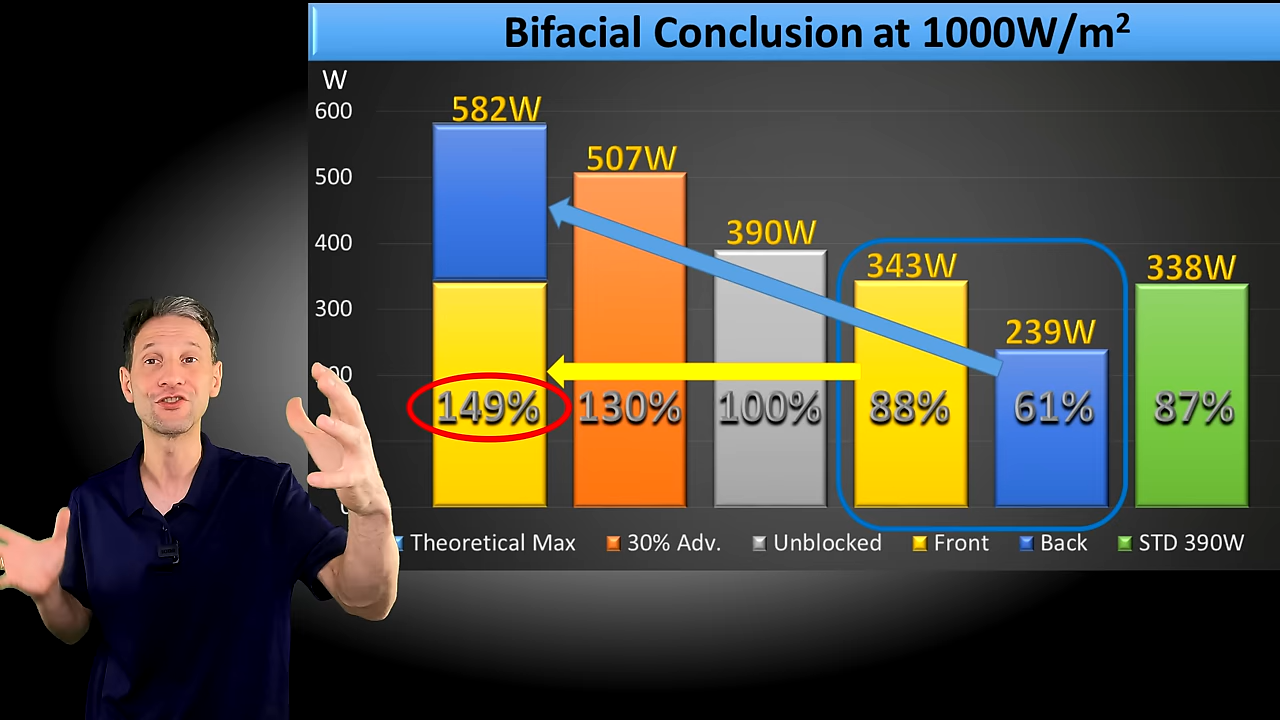 Bifacial Conclusion at 1000W/m²
W
600
500
400
300
582W
507W
390W
343W
239W
338W
149%
130%
100%
88%
61%
87%
Theoretical Max
30% Adv.
Unblocked
Front
Back
STD 390W